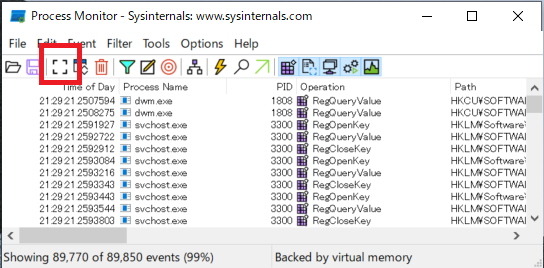 Process Monitor - Sysinternals: www.sysinternals.com
File Edit Event Filter Tools Options Help
Time of Day Process Name PID Operation Path
21:29:21.2507594 dwm.exe 1808 RegQueryValue HKCU¥SOFTWA
21:29:21.2508275 dwm.exe 1808 RegQueryValue HKCU¥SOFTWA
21:29:21.2591927 svchost.exe 3300 RegOpenKey HKLM¥Software¥
21:29:21.2592722 svchost.exe 3300 RegQueryValue HKLM¥SOFTWAR
21:29:21.2592912 svchost.exe 3300 RegCloseKey HKLM¥SOFTWAR
21:29:21.2593084 svchost.exe 3300 RegOpenKey HKLM¥Software¥
21:29:21.2593216 svchost.exe 3300 RegQueryValue HKLM¥SOFTWAR
21:29:21.2593343 svchost.exe 3300 RegCloseKey HKLM¥SOFTWAR
21:29:21.2593443 svchost.exe 3300 RegOpenKey HKLM¥Software¥
21:29:21.2593544 svchost.exe 3300 RegQueryValue HKLM¥SOFTWAR
21:29:21.2593803 svchost.exe 3300 RegCloseKey HKLM¥SOFTWAR
Showing 89,770 of 89,850 events (99%) Backed by virtual memory